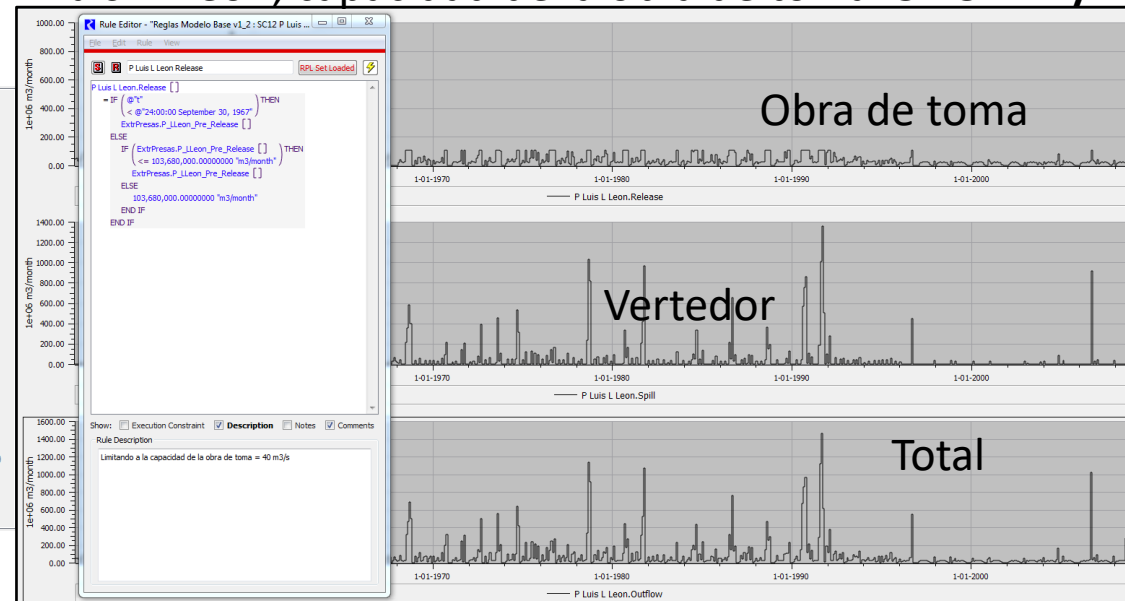 1000.00
800.00
600.00
400.00
200.00
0.00
1e+06 m3/month
Rule Editor - "Reglas Modelo Base v1_2 : SC12 P Luis ...
File Edit Rule View
R P Luis L Leon Release RPL Set Loaded
P Luis L Leon.Release []
= IF ( @"t" ) THEN
< @"24:00:00 September 30, 1967"
ExtrPresas.P_LLeon_Pre_Release []
ELSE
IF ( ExtrPresas.P_LLeon_Pre_Release [] ) THEN
<= 103,680,000.00000000 "m3/month"
ExtrPresas.P_LLeon_Pre_Release []
ELSE
103,680,000.00000000 "m3/month"
END IF
END IF
Show: Execution Constraint Description Notes Comments
Rule Description
Limitando a la capacidad de la obra de toma = 40 m3/s
Obra de toma
1-01-1970 1-01-1980 1-01-1990 1-01-2000
P Luis L Leon.Release
1400.00
1200.00
1000.00
800.00
600.00
400.00
200.00
0.00
1e+06 m3/month
Vertedor
1-01-1970 1-01-1980 1-01-1990 1-01-2000
P Luis L Leon.Spill
1600.00
1400.00
1200.00
1000.00
800.00
600.00
400.00
200.00
0.00
1e+06 m3/month
Total
1-01-1970 1-01-1980 1-01-1990 1-01-2000
P Luis L Leon.Outflow